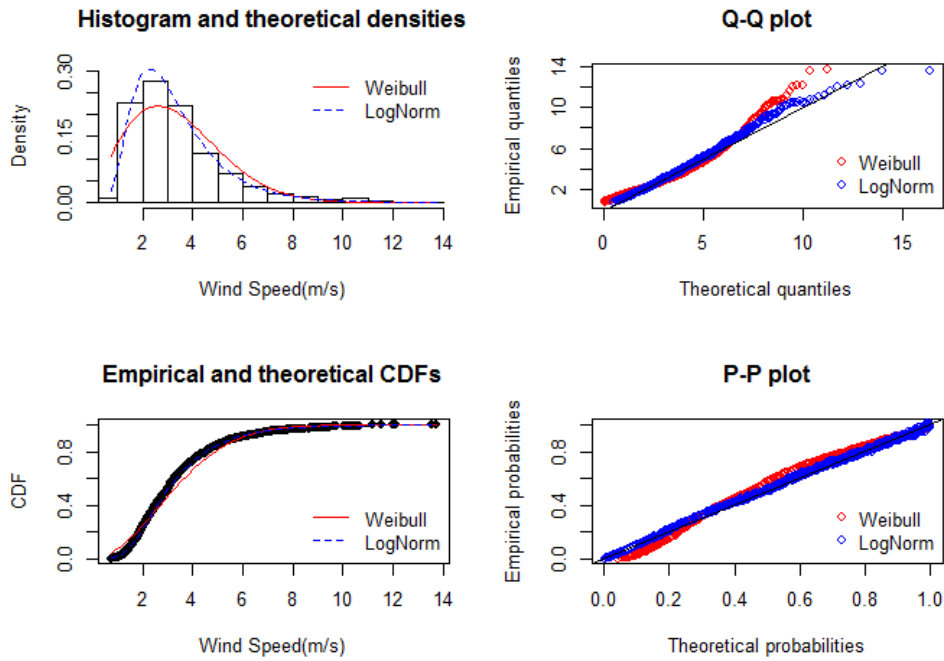 Histogram and theoretical densities
Density
0.00
0.15
0.30
Weibull
LogNorm
2 4 6 8 10 12 14
Wind Speed(m/s)
Q-Q plot
Empirical quantiles
2
6
10
14
Weibull
LogNorm
0 5 10 15
Theoretical quantiles
Empirical and theoretical CDFs
CDF
0.0
0.4
0.8
Weibull
LogNorm
2 4 6 8 10 12 14
Wind Speed(m/s)
P-P plot
Empirical probabilities
0.0
0.4
0.8
Weibull
LogNorm
0.0 0.2 0.4 0.6 0.8 1.0
Theoretical probabilities